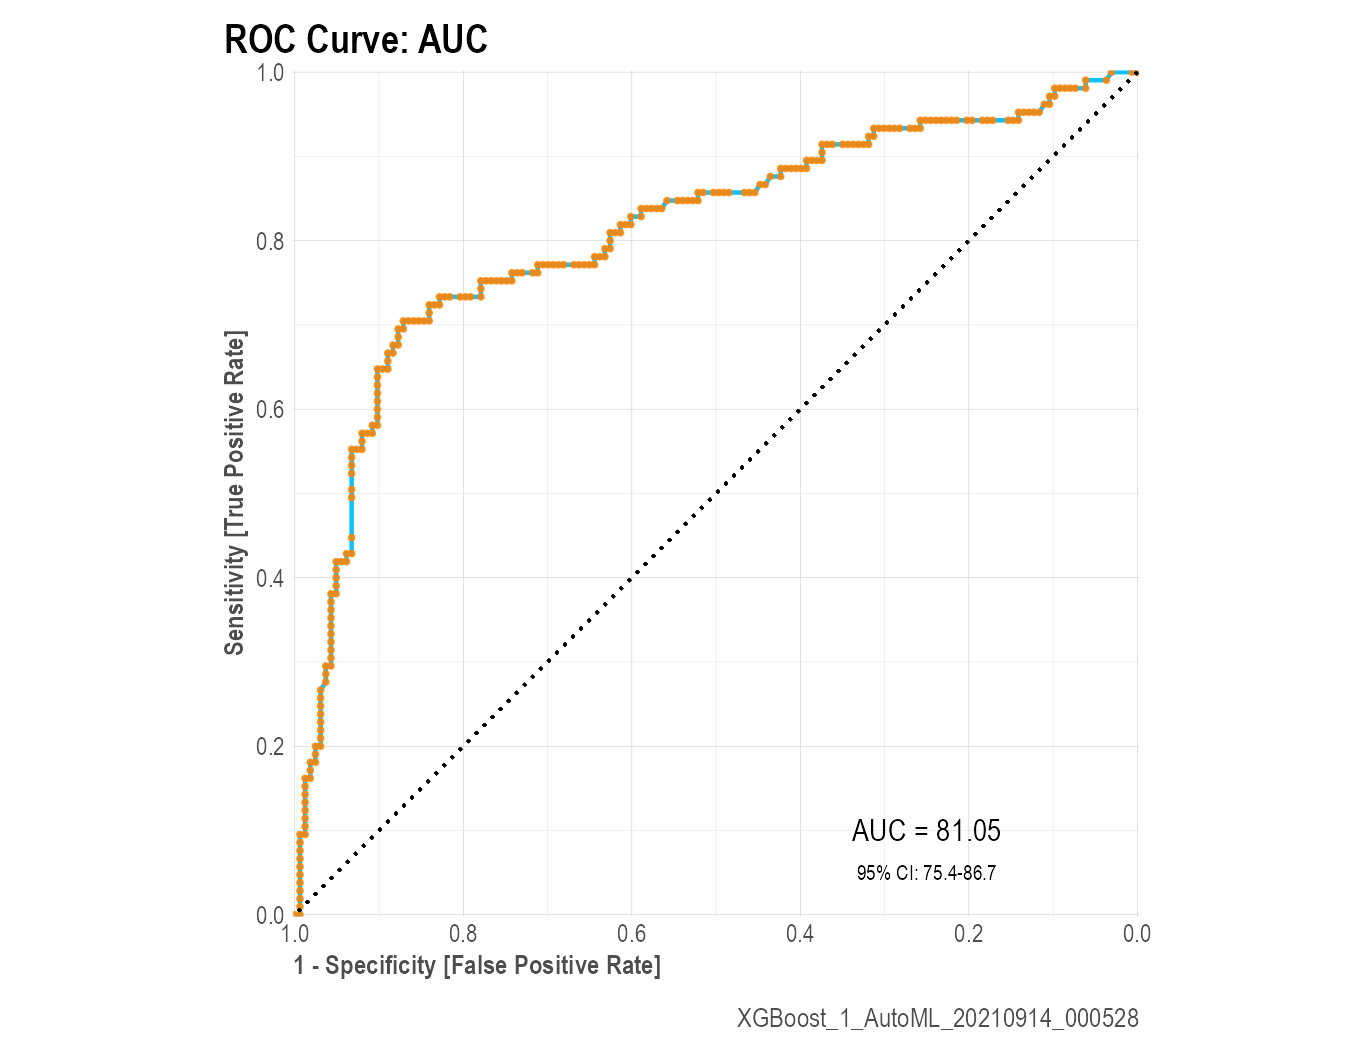 ROC Curve: AUC
1.0
0.8
0.6
0.4
0.2
0.0
Sensitivity [True Positive Rate]
AUC = 81.05
95% CI: 75.4-86.7
1.0 0.8 0.6 0.4 0.2 0.0
1 - Specificity [False Positive Rate]
XGBoost_1_AutoML_20210914_000528